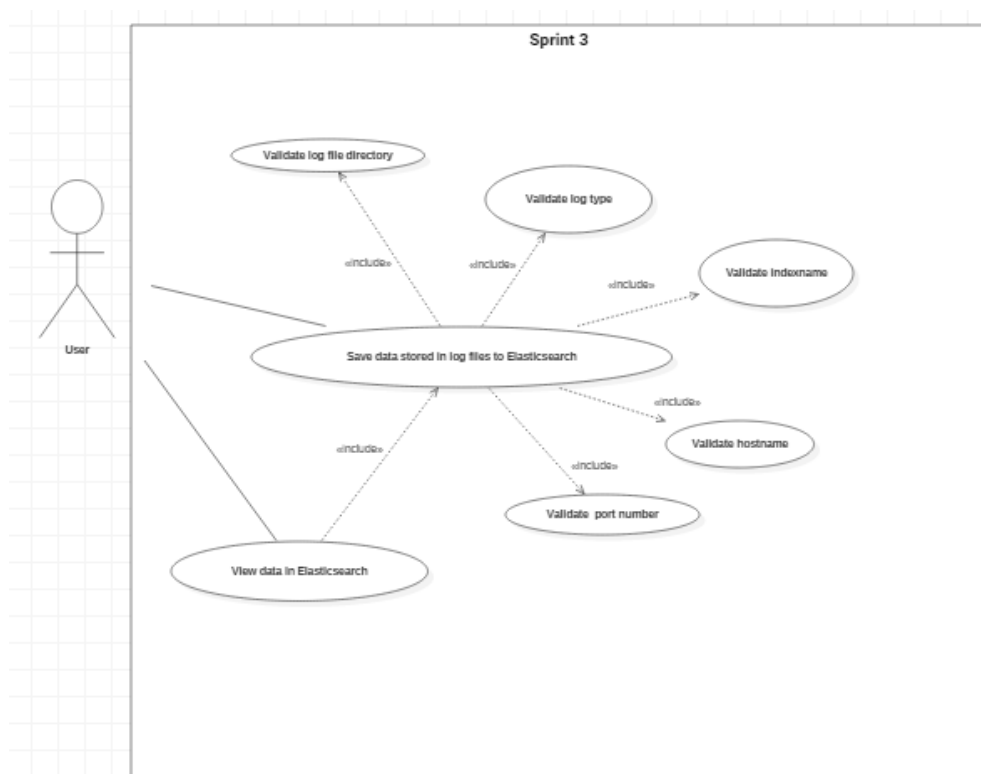 Sprint 3
Validate log file directory
Validate log type
«include»
«include»
Validate indexname
«include»
User
Save data stored in log files to Elasticsearch
«include»
Validate hostname
«include»
«include»
Validate  port number
View data in Elasticsearch